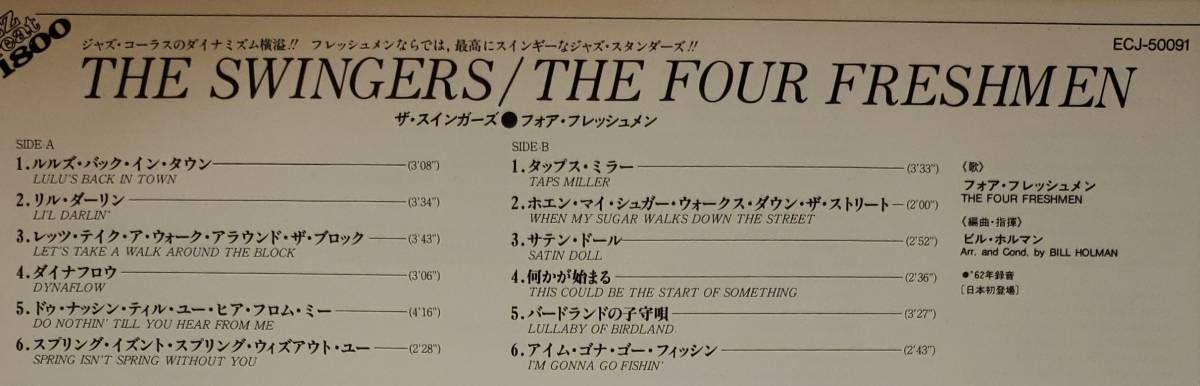 1800
ジャズ・コーラスのダイナミズム横溢!! フレッシュメンならでは,最高にスインギーなジャズ・スタンダーズ!!
ECJ-50091
THE SWINGERS/THE FOUR FRESHMEN
ザ・スインガーズ●フォア・フレッシュメン
SIDE-A
1.ルルズ・バック・イン・タウン (3'08")
LULU'S BACK IN TOWN
2.リル・ダーリン (3'34")
LI'L DARLIN'
3.レッツ・テイク・ア・ウォーク・アラウンド・ザ・ブロック (3'43")
LET'S TAKE A WALK AROUND THE BLOCK
4.ダイナフロウ (3'06")
DYNAFLOW
5.ドゥ・ナッシン・ティル・ユー・ヒア・フロム・ミー (4'16")
DO NOTHIN' TILL YOU HEAR FROM ME
6.スプリング・イズント・スプリング・ウィズアウト・ユー (2'28")
SPRING ISN'T SPRING WITHOUT YOU
SIDE-B
1.タップス・ミラー (3'33")
TAPS MILLER
2.ホエン・マイ・シュガー・ウォークス・ダウン・ザ・ストリート (2'00")
WHEN MY SUGAR WALKS DOWN THE STREET
3.サテン・ドール (2'52")
SATIN DOLL
4.何かが始まる (2'36")
THIS COULD BE THE START OF SOMETHING
5.バードランドの子守唄 (3'27")
LULLABY OF BIRDLAND
6.アイム・ゴナ・ゴー・フィッシン (2'43")
I'M GONNA GO FISHIN'
《歌》
フォア・フレッシュメン
THE FOUR FRESHMEN
《編曲・指揮》
ビル・ホルマン
Arr. and Cond. by BILL HOLMAN
●'62年録音
〔日本初登場〕